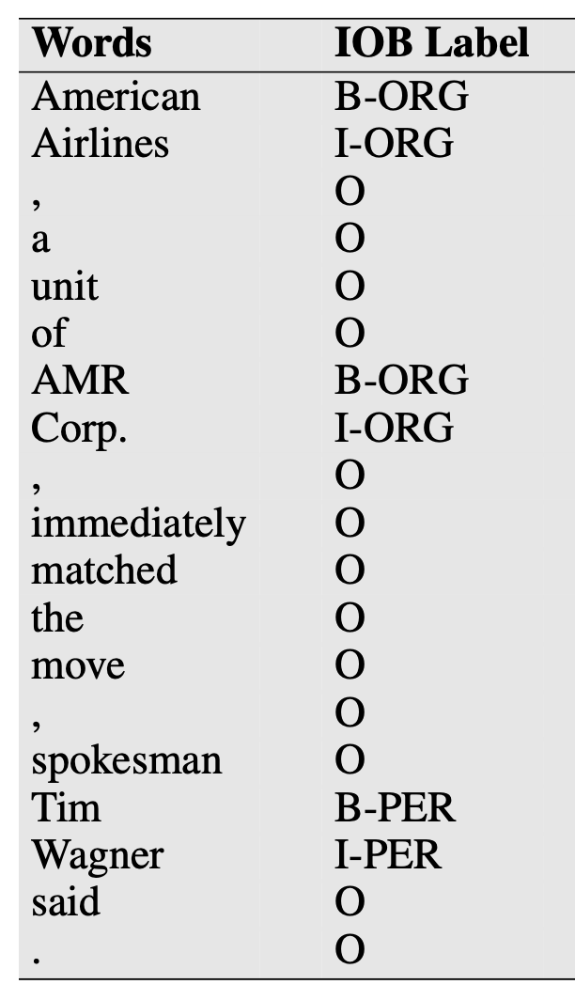 Words IOB Label
American B-ORG
Airlines I-ORG
, O
a O
unit O
of O
AMR B-ORG
Corp. I-ORG
, O
immediately O
matched O
the O
move O
, O
spokesman O
Tim B-PER
Wagner I-PER
said O
. O